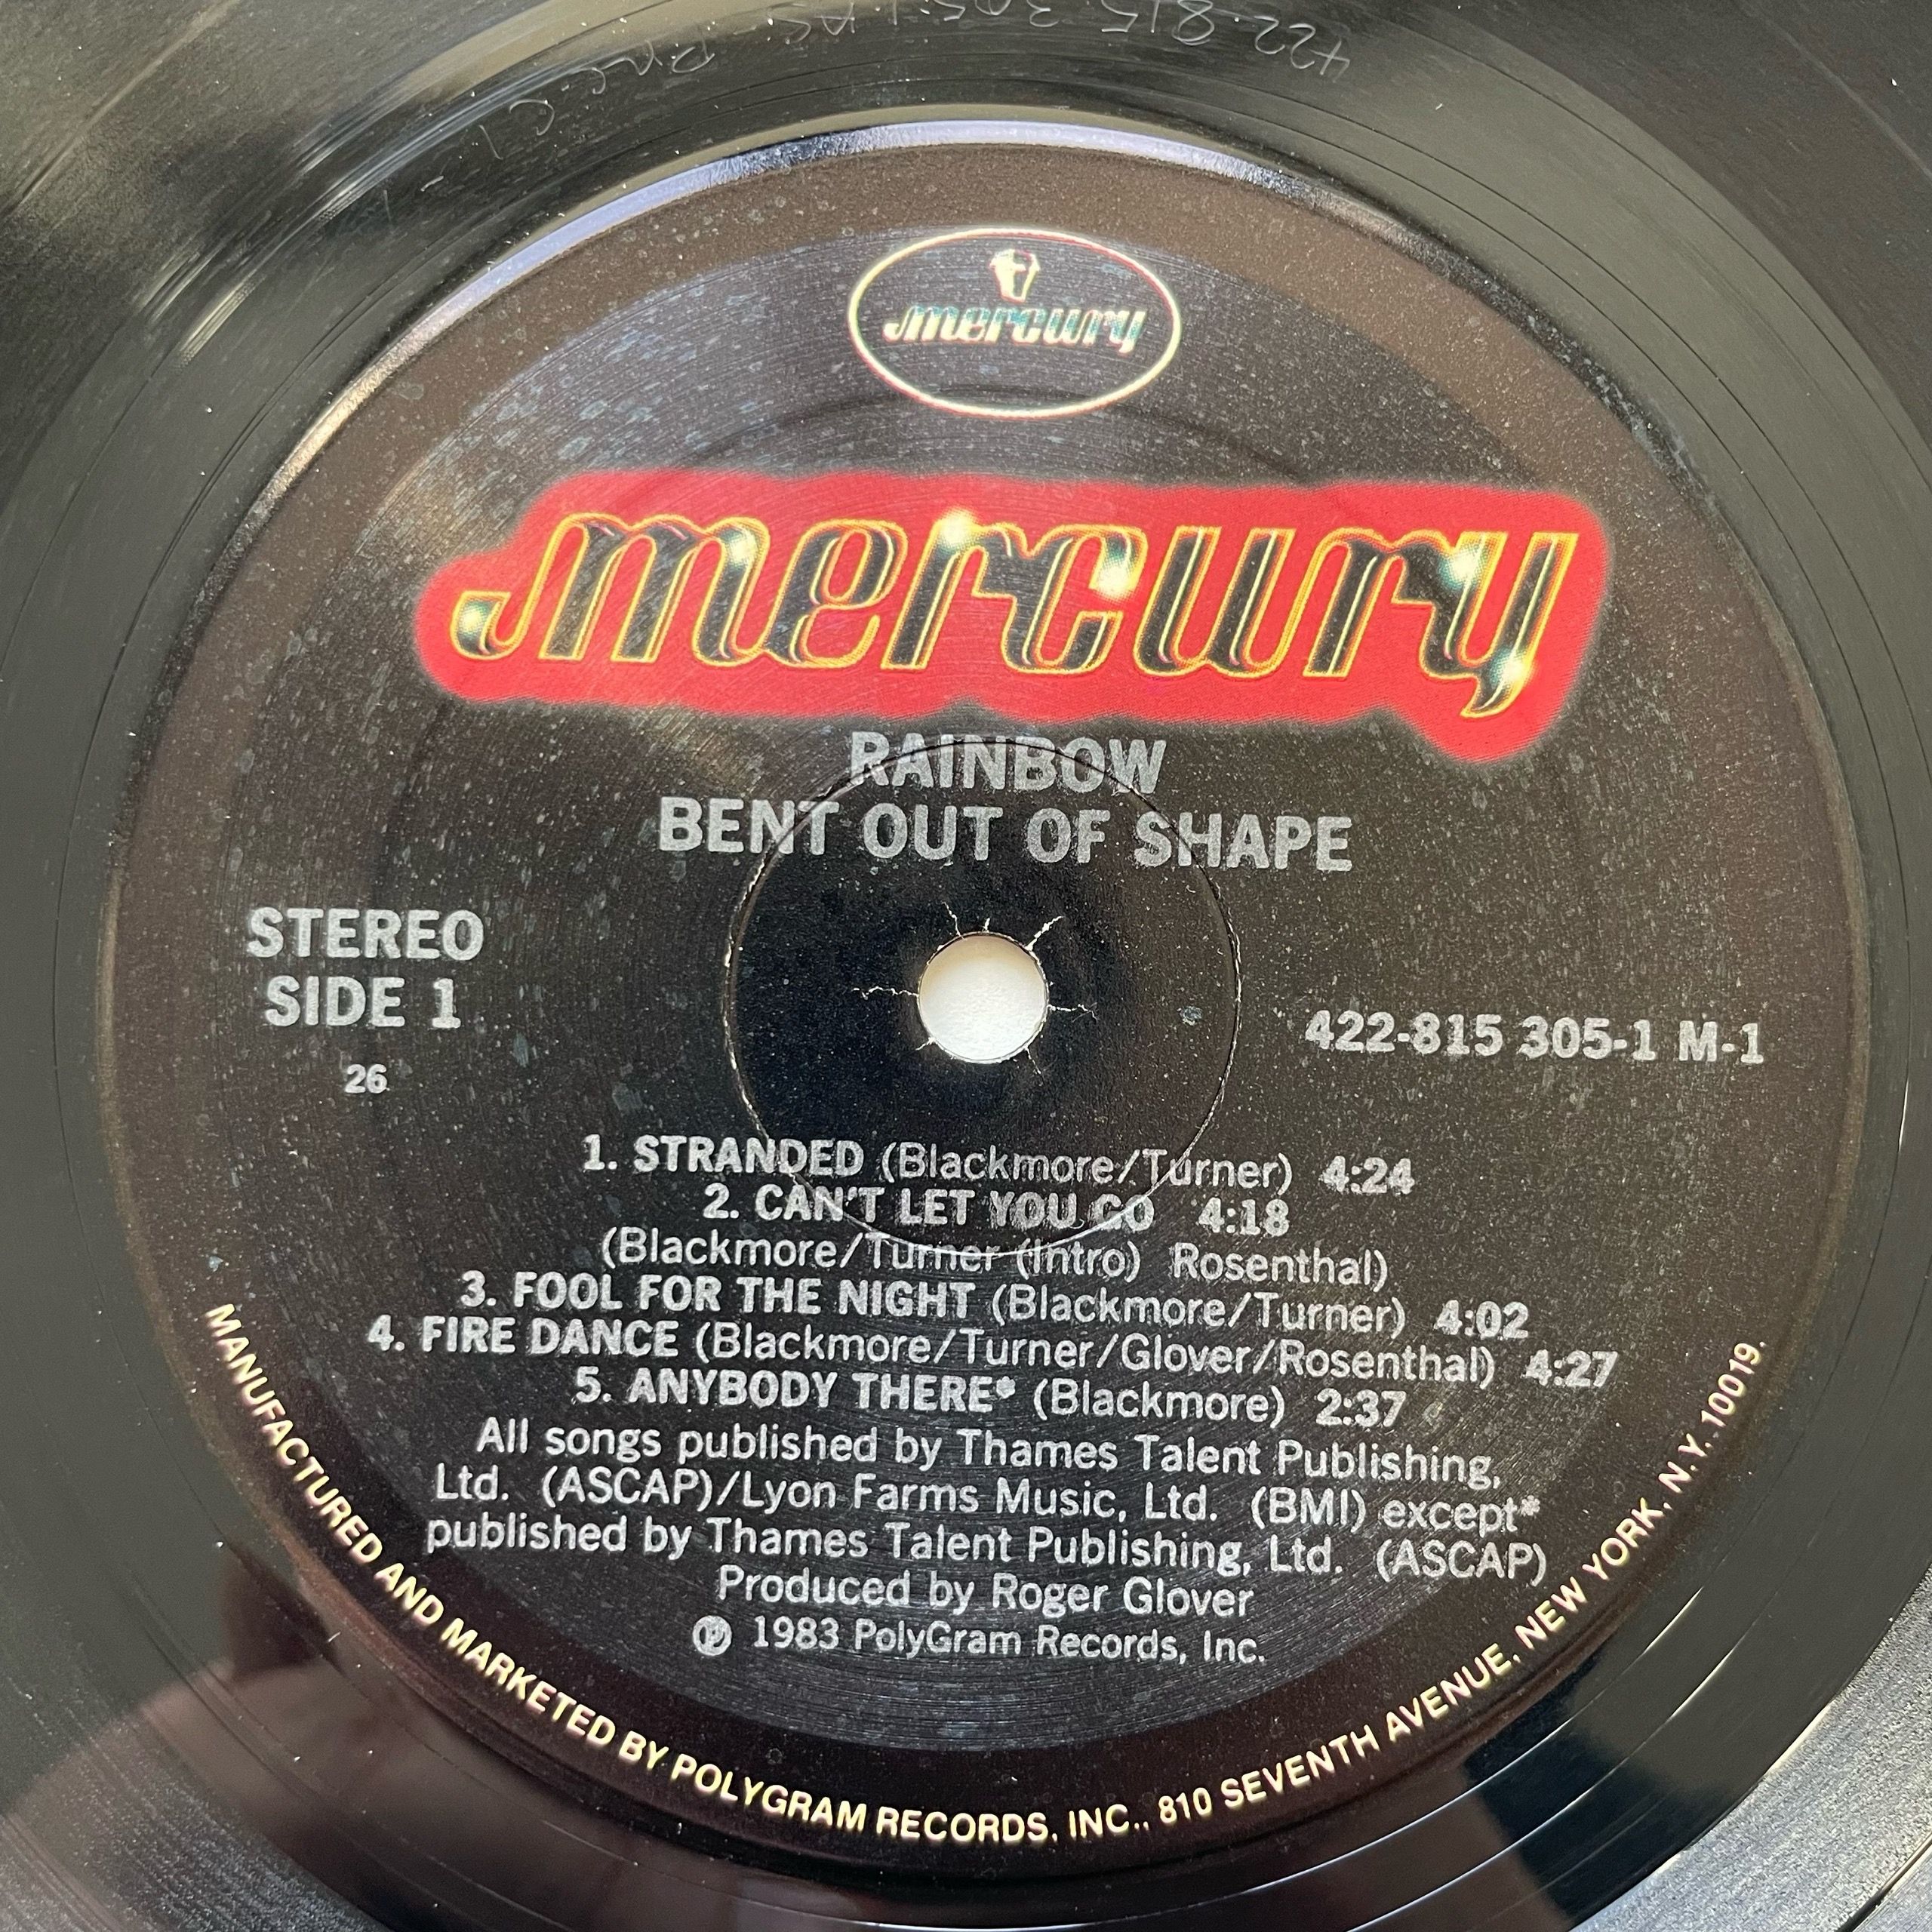 422-815 305-1
mercury
mercury
RAINBOW
BENT OUT OF SHAPE
STEREO
SIDE 1
26
422-815 305-1 M-1
1. STRANDED (Blackmore/Turner) 4:24
2. CAN'T LET YOU GO 4:18
(Blackmore/Turner (Intro) Rosenthal)
3. FOOL FOR THE NIGHT (Blackmore/Turner) 4:02
4. FIRE DANCE (Blackmore/Turner/Glover/Rosenthal) 4:27
5. ANYBODY THERE* (Blackmore) 2:37
All songs published by Thames Talent Publishing,
Ltd. (ASCAP)/Lyon Farms Music, Ltd. (BMI) except*
published by Thames Talent Publishing, Ltd. (ASCAP)
Produced by Roger Glover
℗ 1983 PolyGram Records, Inc.
MANUFACTURED AND MARKETED BY POLYGRAM RECORDS, INC., 810 SEVENTH AVENUE, NEW YORK, N.Y. 10019.